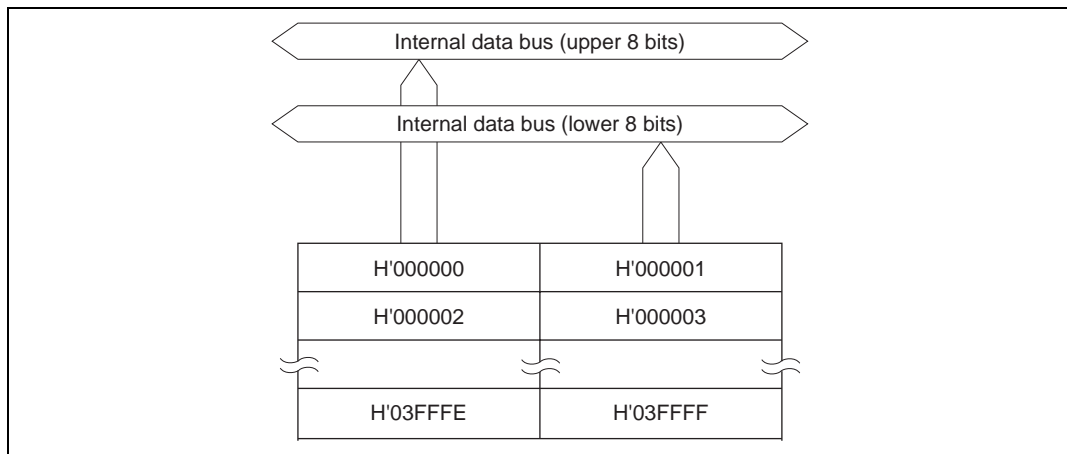 Internal data bus (upper 8 bits)
Internal data bus (lower 8 bits)
H'000000 H'000001
H'000002 H'000003
H'03FFFE H'03FFFF